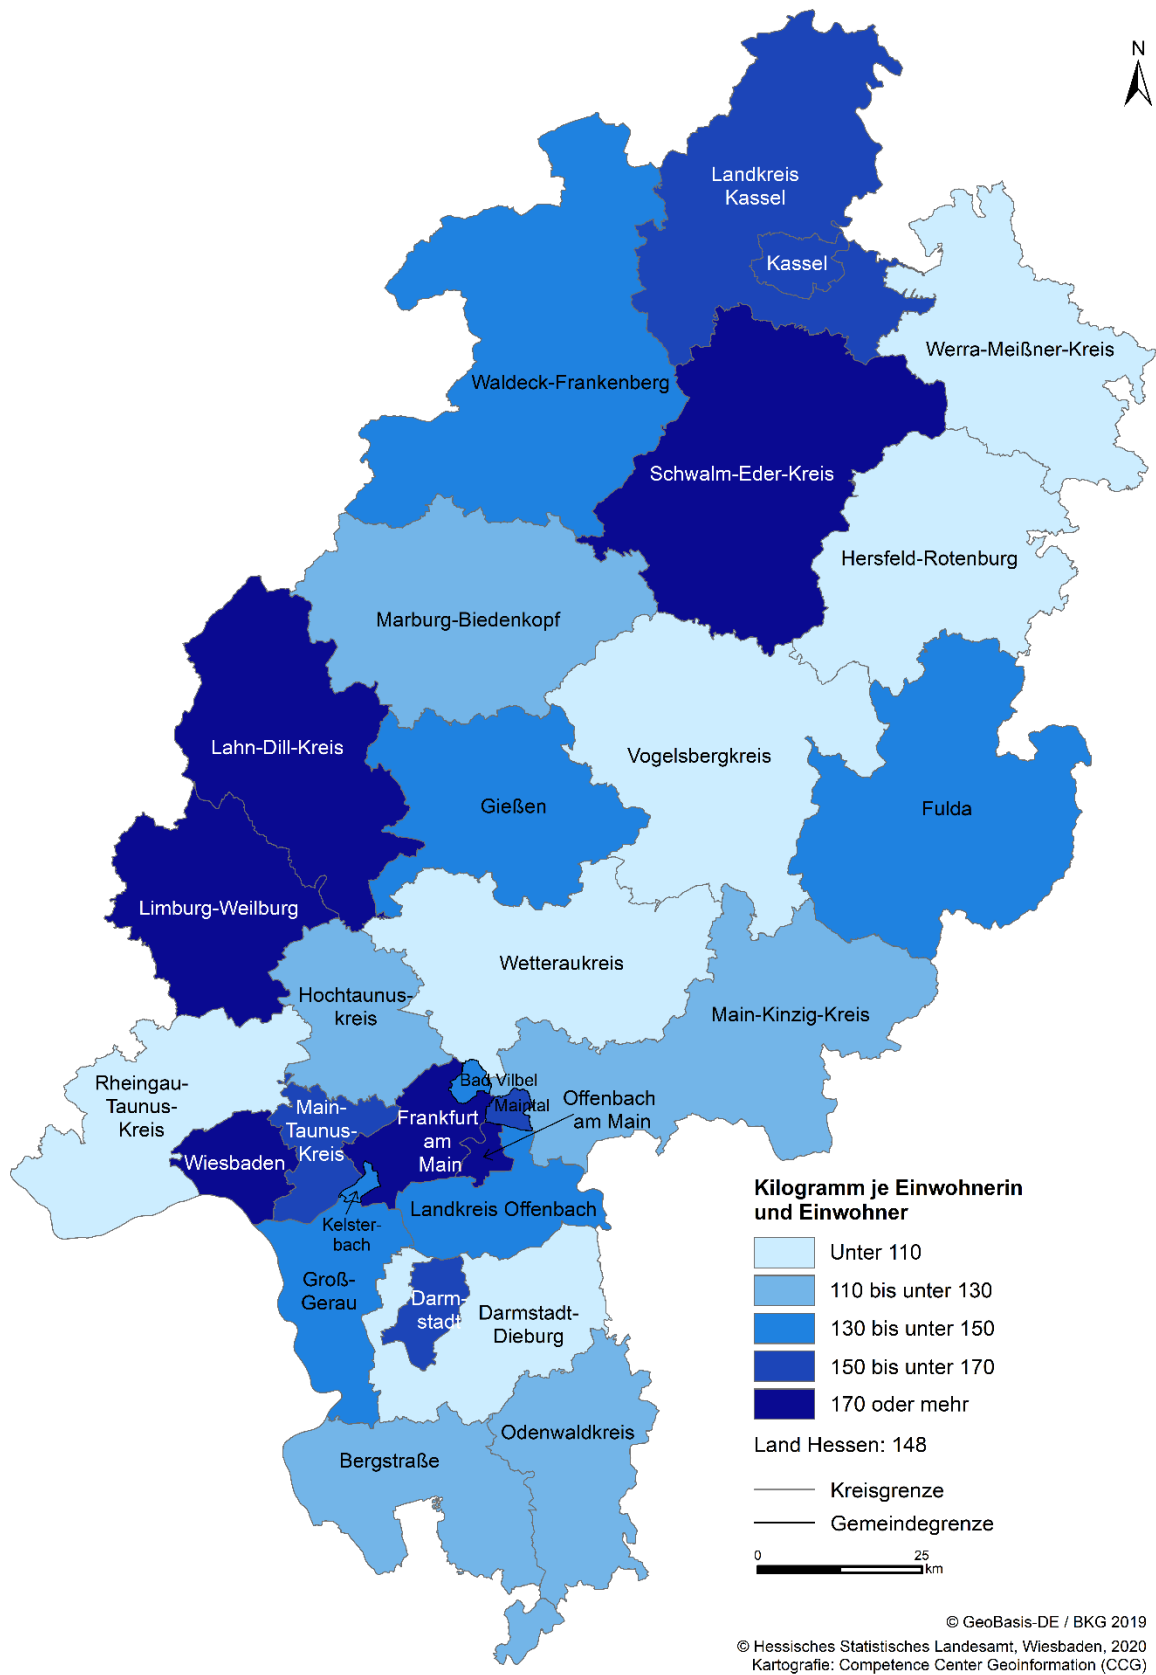 N
Landkreis
Kassel
Kassel
Werra-Meißner-Kreis
Waldeck-Frankenberg
Schwalm-Eder-Kreis
Hersfeld-Rotenburg
Marburg-Biedenkopf
Lahn-Dill-Kreis
Vogelsbergkreis
Gießen
Fulda
Limburg-Weilburg
Wetteraukreis
Hochtaunus-
kreis
Main-Kinzig-Kreis
Rheingau-
Taunus-
Kreis
Bad Vilbel
Maintal
Offenbach
am Main
Main-
Taunus-
Kreis
Frankfurt
am
Main
Wiesbaden
Kelster-
bach
Landkreis Offenbach
Groß-
Gerau
Darm-
stadt
Darmstadt-
Dieburg
Odenwaldkreis
Bergstraße
Kilogramm je Einwohnerin
und Einwohner
Unter 110
110 bis unter 130
130 bis unter 150
150 bis unter 170
170 oder mehr
Land Hessen: 148
Kreisgrenze
Gemeindegrenze
0 25
km
© GeoBasis-DE / BKG 2019
© Hessisches Statistisches Landesamt, Wiesbaden, 2020
Kartografie: Competence Center Geoinformation (CCG)